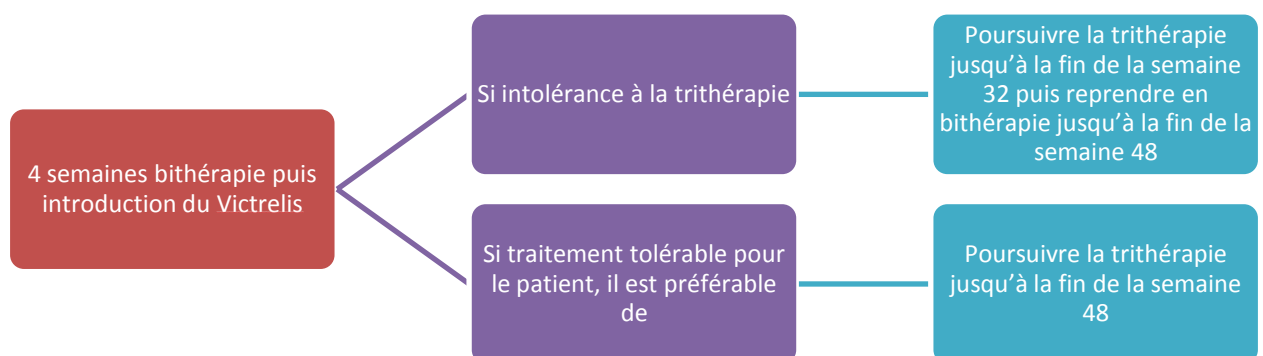 4 semaines bithérapie puis
introduction du Victrelis
Si intolérance à la trithérapie
Poursuivre la trithérapie
jusqu’à la fin de la semaine
32 puis reprendre en
bithérapie jusqu’à la fin de la
semaine 48
Si traitement tolérable pour
le patient, il est préférable
de
Poursuivre la trithérapie
jusqu’à la fin de la semaine
48